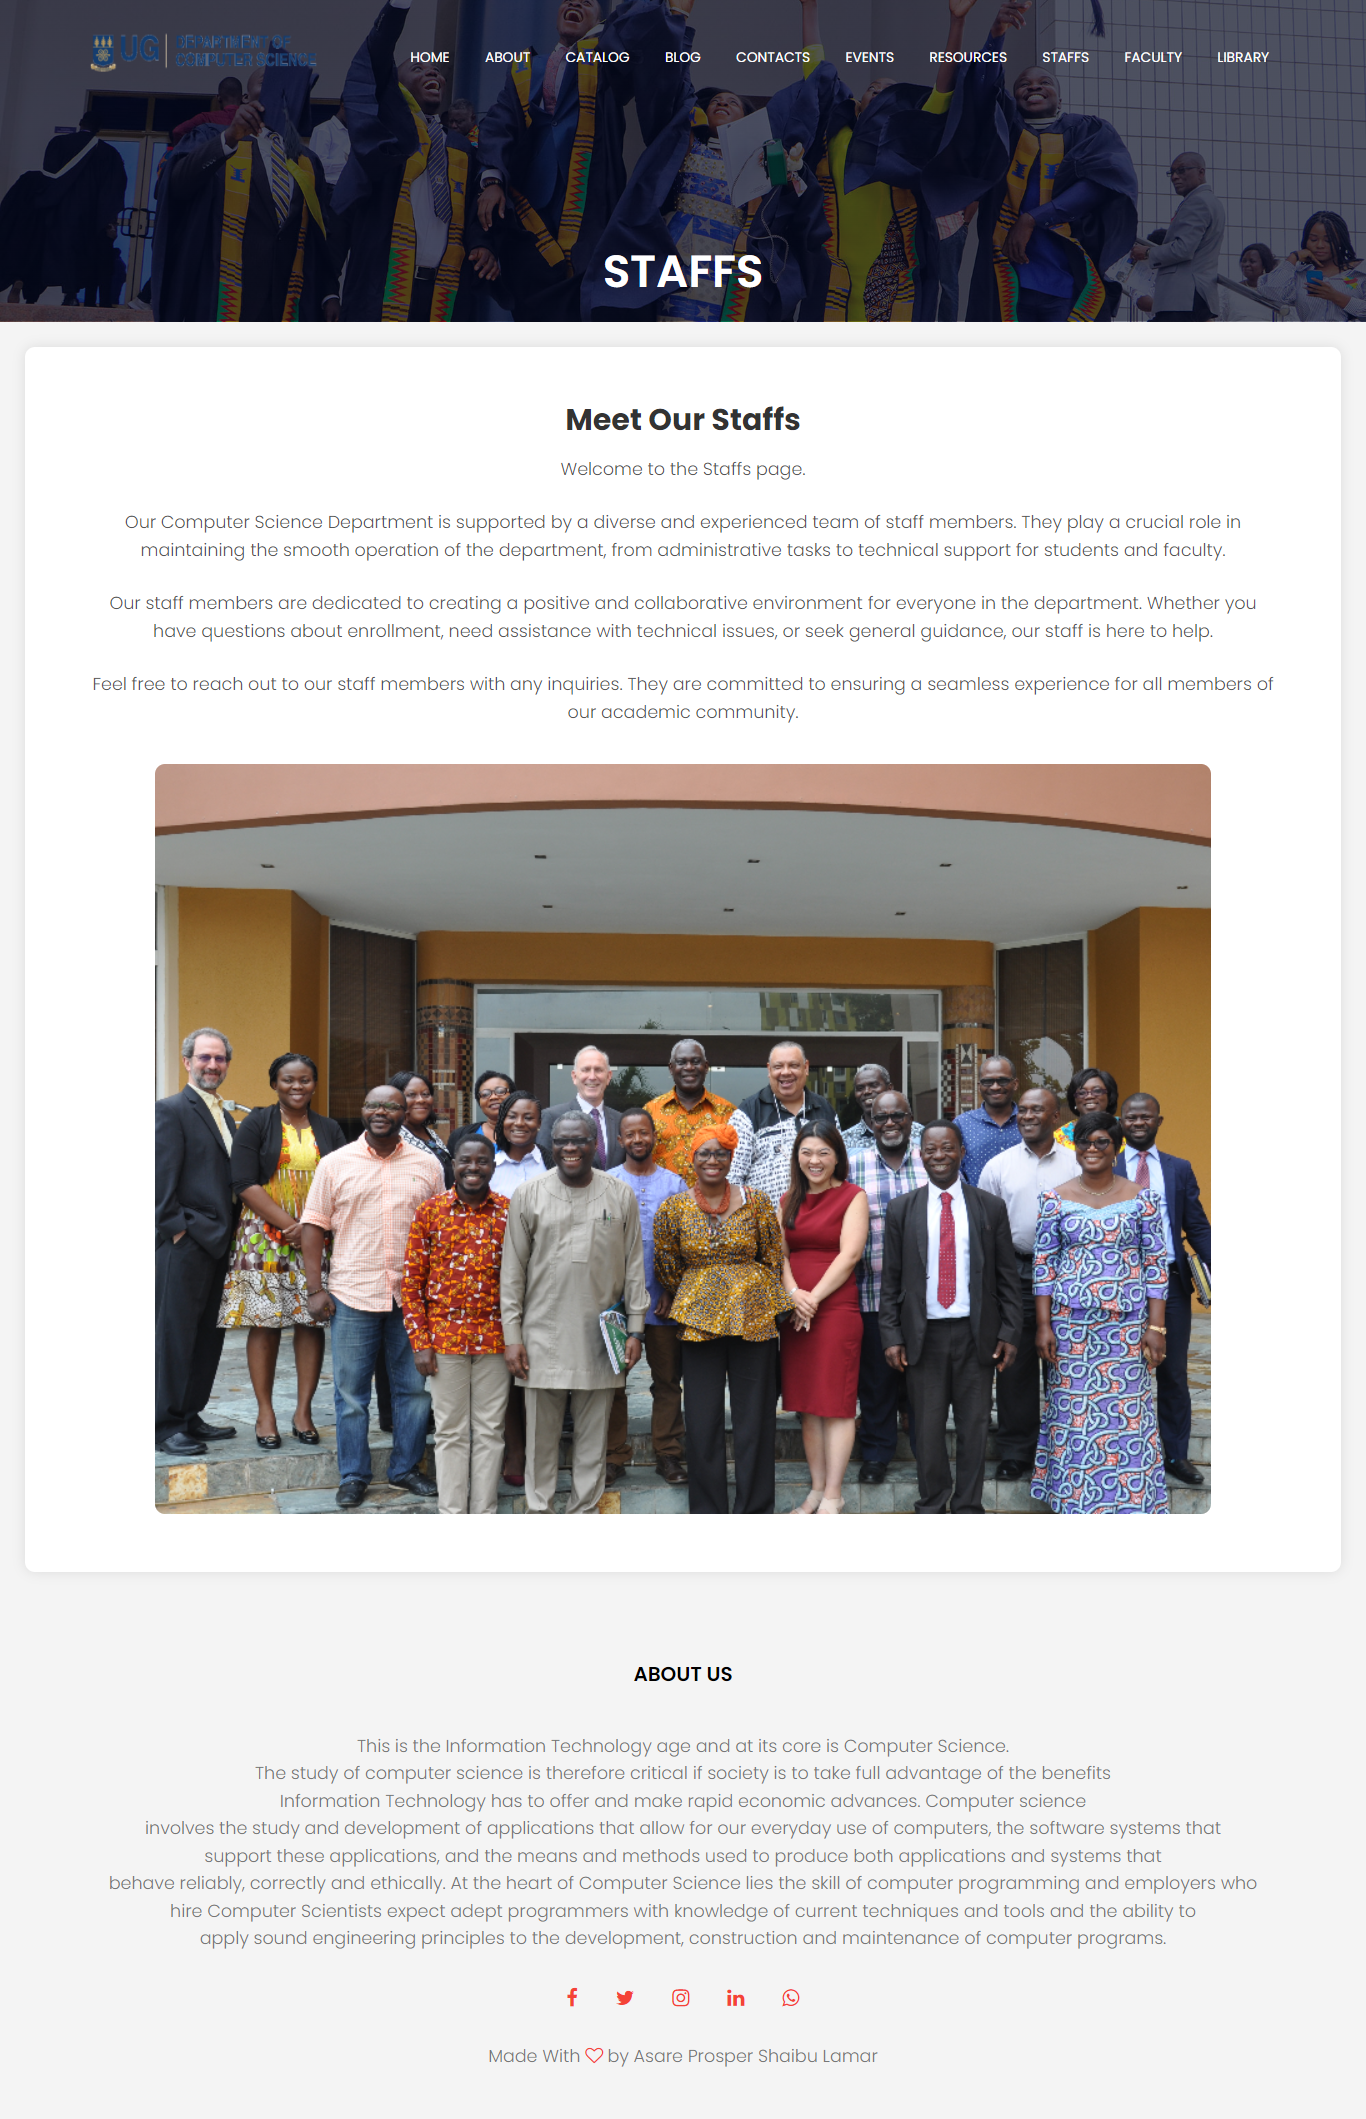 UG
DEPARTMENT OF
COMPUTER SCIENCE
HOME ABOUT CATALOG BLOG CONTACTS EVENTS RESOURCES STAFFS FACULTY LIBRARY
STAFFS
Meet Our Staffs
Welcome to the Staffs page.
Our Computer Science Department is supported by a diverse and experienced team of staff members. They play a crucial role in
maintaining the smooth operation of the department, from administrative tasks to technical support for students and faculty.
Our staff members are dedicated to creating a positive and collaborative environment for everyone in the department. Whether you
have questions about enrollment, need assistance with technical issues, or seek general guidance, our staff is here to help.
Feel free to reach out to our staff members with any inquiries. They are committed to ensuring a seamless experience for all members of
our academic community.
ABOUT US
This is the Information Technology age and at its core is Computer Science.
The study of computer science is therefore critical if society is to take full advantage of the benefits
Information Technology has to offer and make rapid economic advances. Computer science
involves the study and development of applications that allow for our everyday use of computers, the software systems that
support these applications, and the means and methods used to produce both applications and systems that
behave reliably, correctly and ethically. At the heart of Computer Science lies the skill of computer programming and employers who
hire Computer Scientists expect adept programmers with knowledge of current techniques and tools and the ability to
apply sound engineering principles to the development, construction and maintenance of computer programs.
Made With ♡ by Asare Prosper Shaibu Lamar